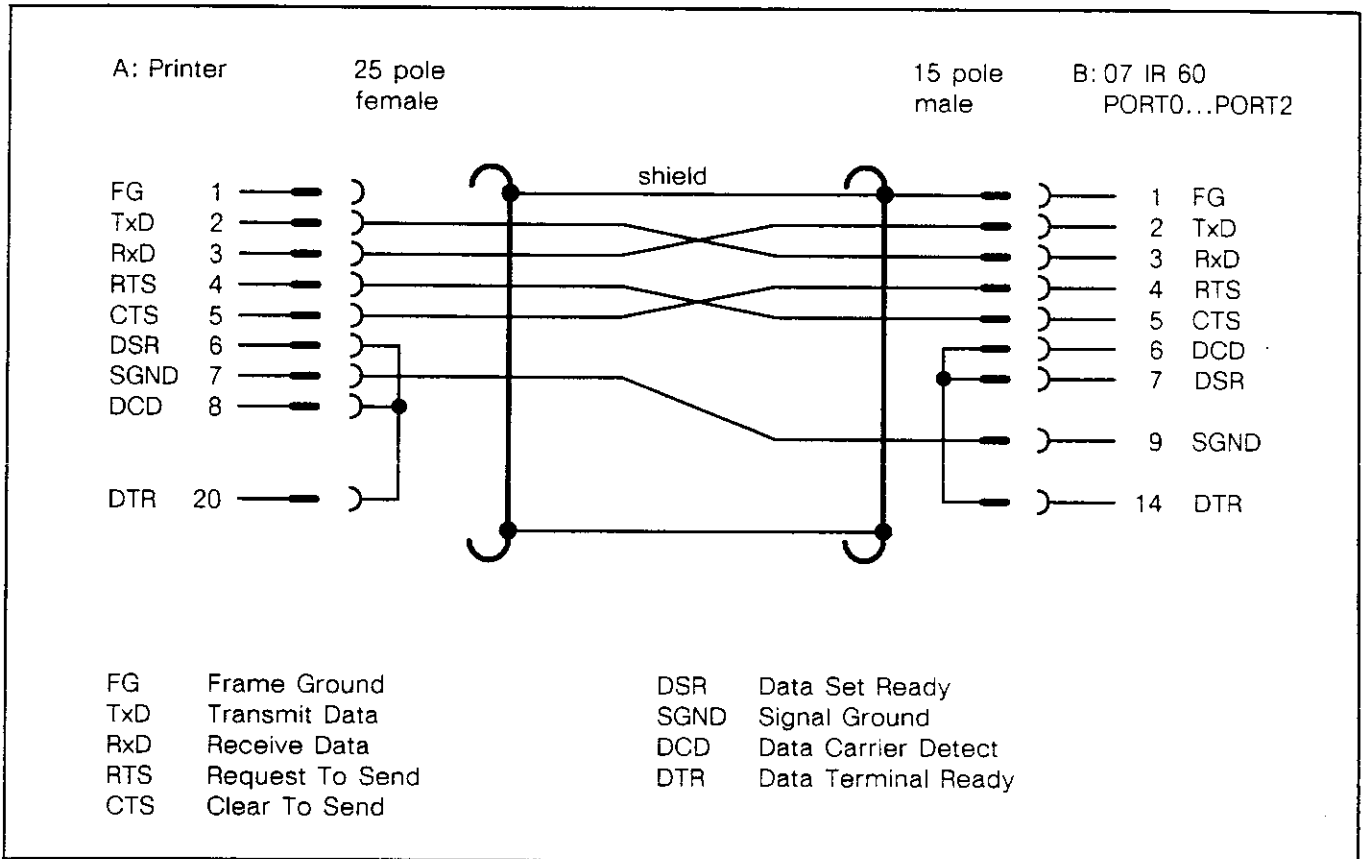 A: Printer 25 pole 15 pole B: 07 IR 60
female male PORT0...PORT2
shield
FG 1 1 FG
TxD 2 2 TxD
RxD 3 3 RxD
RTS 4 4 RTS
CTS 5 5 CTS
DSR 6 6 DCD
SGND 7 7 DSR
DCD 8
9 SGND
DTR 20 14 DTR
FG Frame Ground DSR Data Set Ready
TxD Transmit Data SGND Signal Ground
RxD Receive Data DCD Data Carrier Detect
RTS Request To Send DTR Data Terminal Ready
CTS Clear To Send